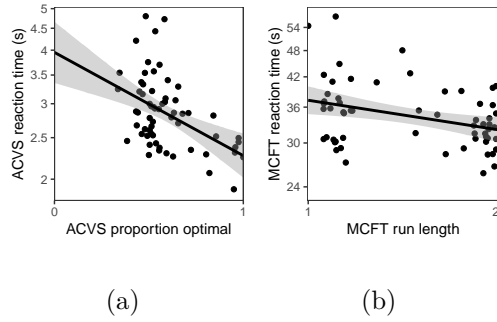 ACVS reaction time (s)
5
4.5
4
3.5
3
2.5
2
0
1
ACVS proportion optimal
MCFT reaction time (s)
54
48
42
36
30
24
1
2
MCFT run length
(a)
(b)